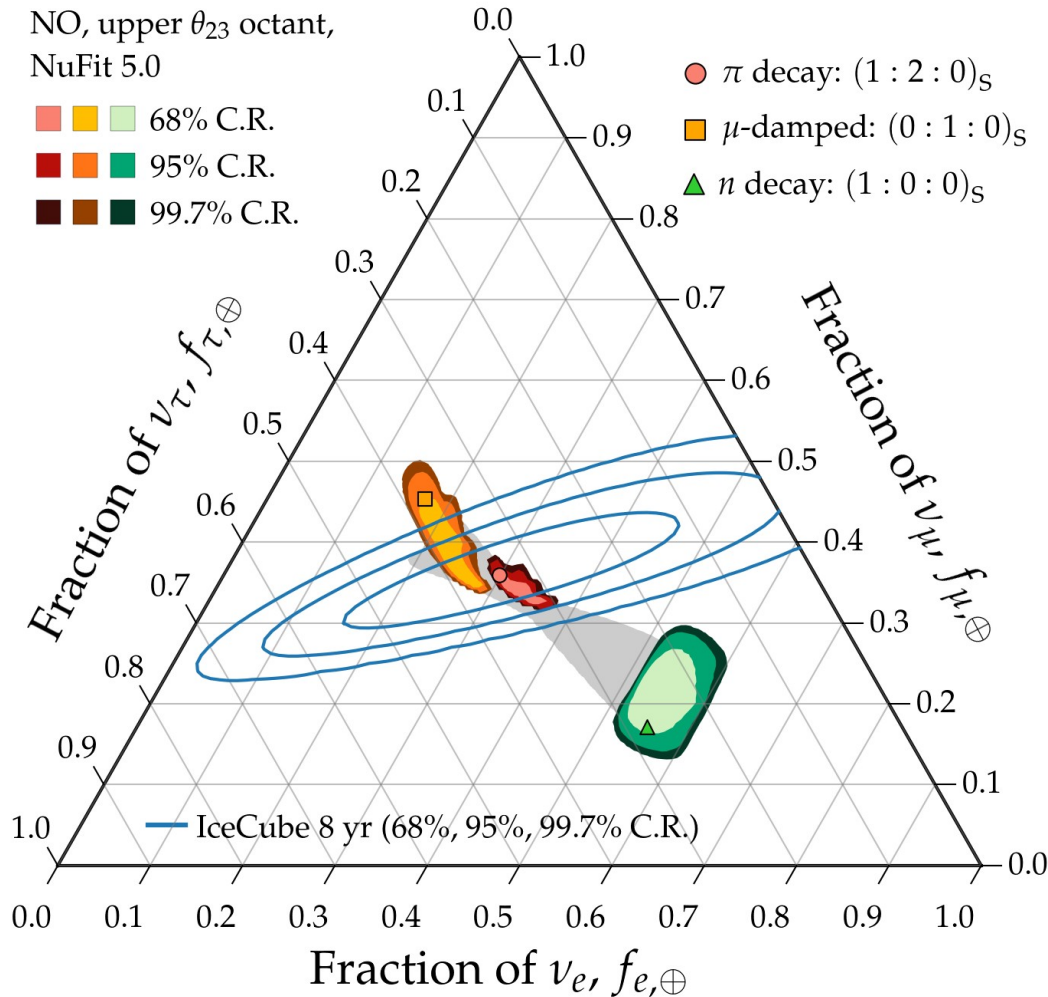 NO, upper θ23 octant,
NuFit 5.0
68% C.R.
95% C.R.
99.7% C.R.
π decay: (1 : 2 : 0)S
μ-damped: (0 : 1 : 0)S
n decay: (1 : 0 : 0)S
0.0
0.1
0.2
0.3
0.4
0.5
0.6
0.7
0.8
0.9
1.0
Fraction of ντ, fτ,⊕
1.0
0.9
0.8
0.7
0.6
0.5
0.4
0.3
0.2
0.1
0.0
Fraction of νμ, fμ,⊕
IceCube 8 yr (68%, 95%, 99.7% C.R.)
0.0 0.1 0.2 0.3 0.4 0.5 0.6 0.7 0.8 0.9 1.0
Fraction of νe, fe,⊕